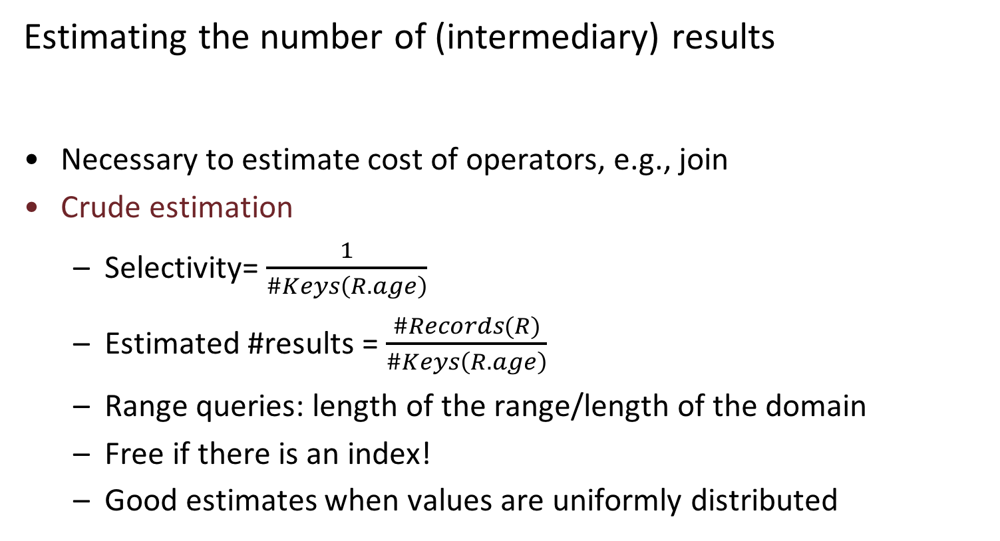 Estimating the number of (intermediary) results
• Necessary to estimate cost of operators, e.g., join
• Crude estimation
– Selectivity= 1 / #Keys(R.age)
– Estimated #results = #Records(R) / #Keys(R.age)
– Range queries: length of the range/length of the domain
– Free if there is an index!
– Good estimates when values are uniformly distributed